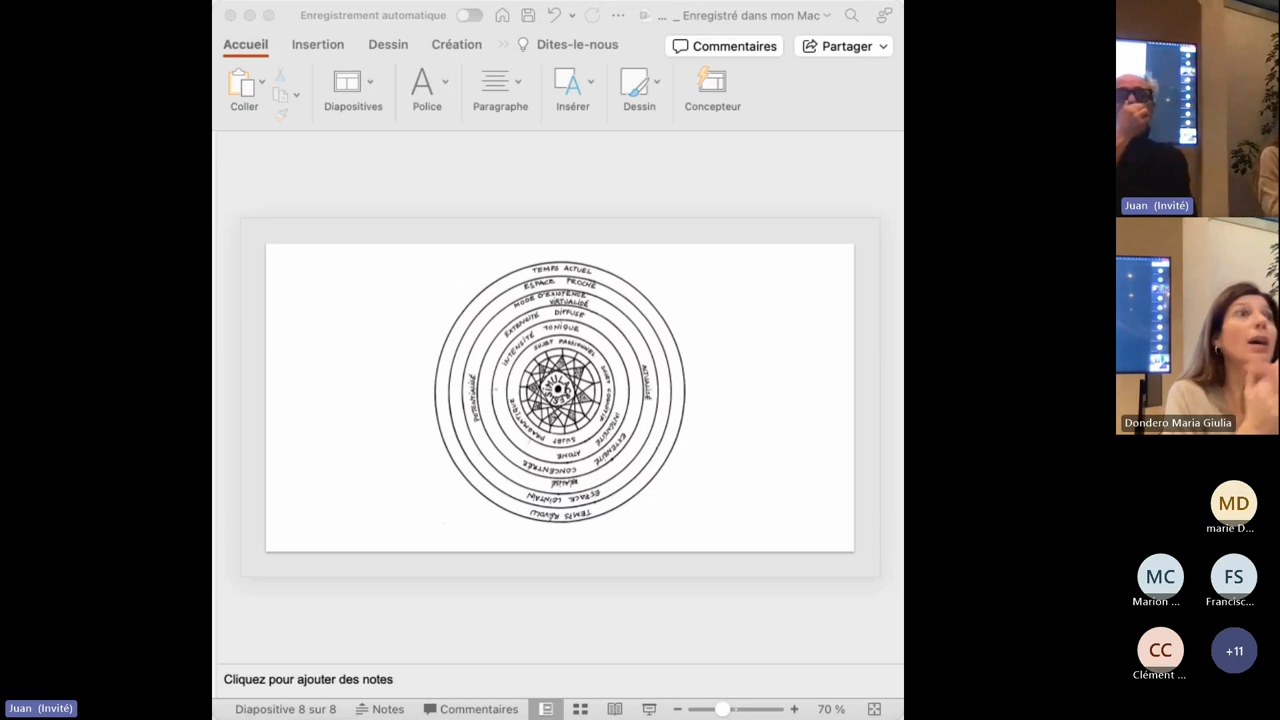 Enregistrement automatique
... _ Enregistré dans mon Mac
Accueil Insertion Dessin Création Dites-le-nous Commentaires Partager
Coller Diapositives Police Paragraphe Insérer Dessin Concepteur
TEMPS ACTUEL
ESPACE PROCHE
MODE D'EXISTENCE
VIRTUALISÉ
EXTENSITÉ DIFFUSE
INTENSITÉ TONIQUE
SUJET PASSIONNEL
SUJET COGNITIF
SUJET PRAGMATIQUE
POTENTIALISÉ
ACTUALISÉ
INTENSITÉ
EXTENSITÉ
ATONE
CONCENTRÉE
RÉALISÉ
ESPACE LOINTAIN
TEMPS RÉVOLU
Cliquez pour ajouter des notes
Diapositive 8 sur 8 Notes Commentaires 70 %
Juan (Invité)
Juan (Invité)
Dondero Maria Giulia
MD
marie D...
MC FS
Marion ... Francisc...
CC +11
Clément ...